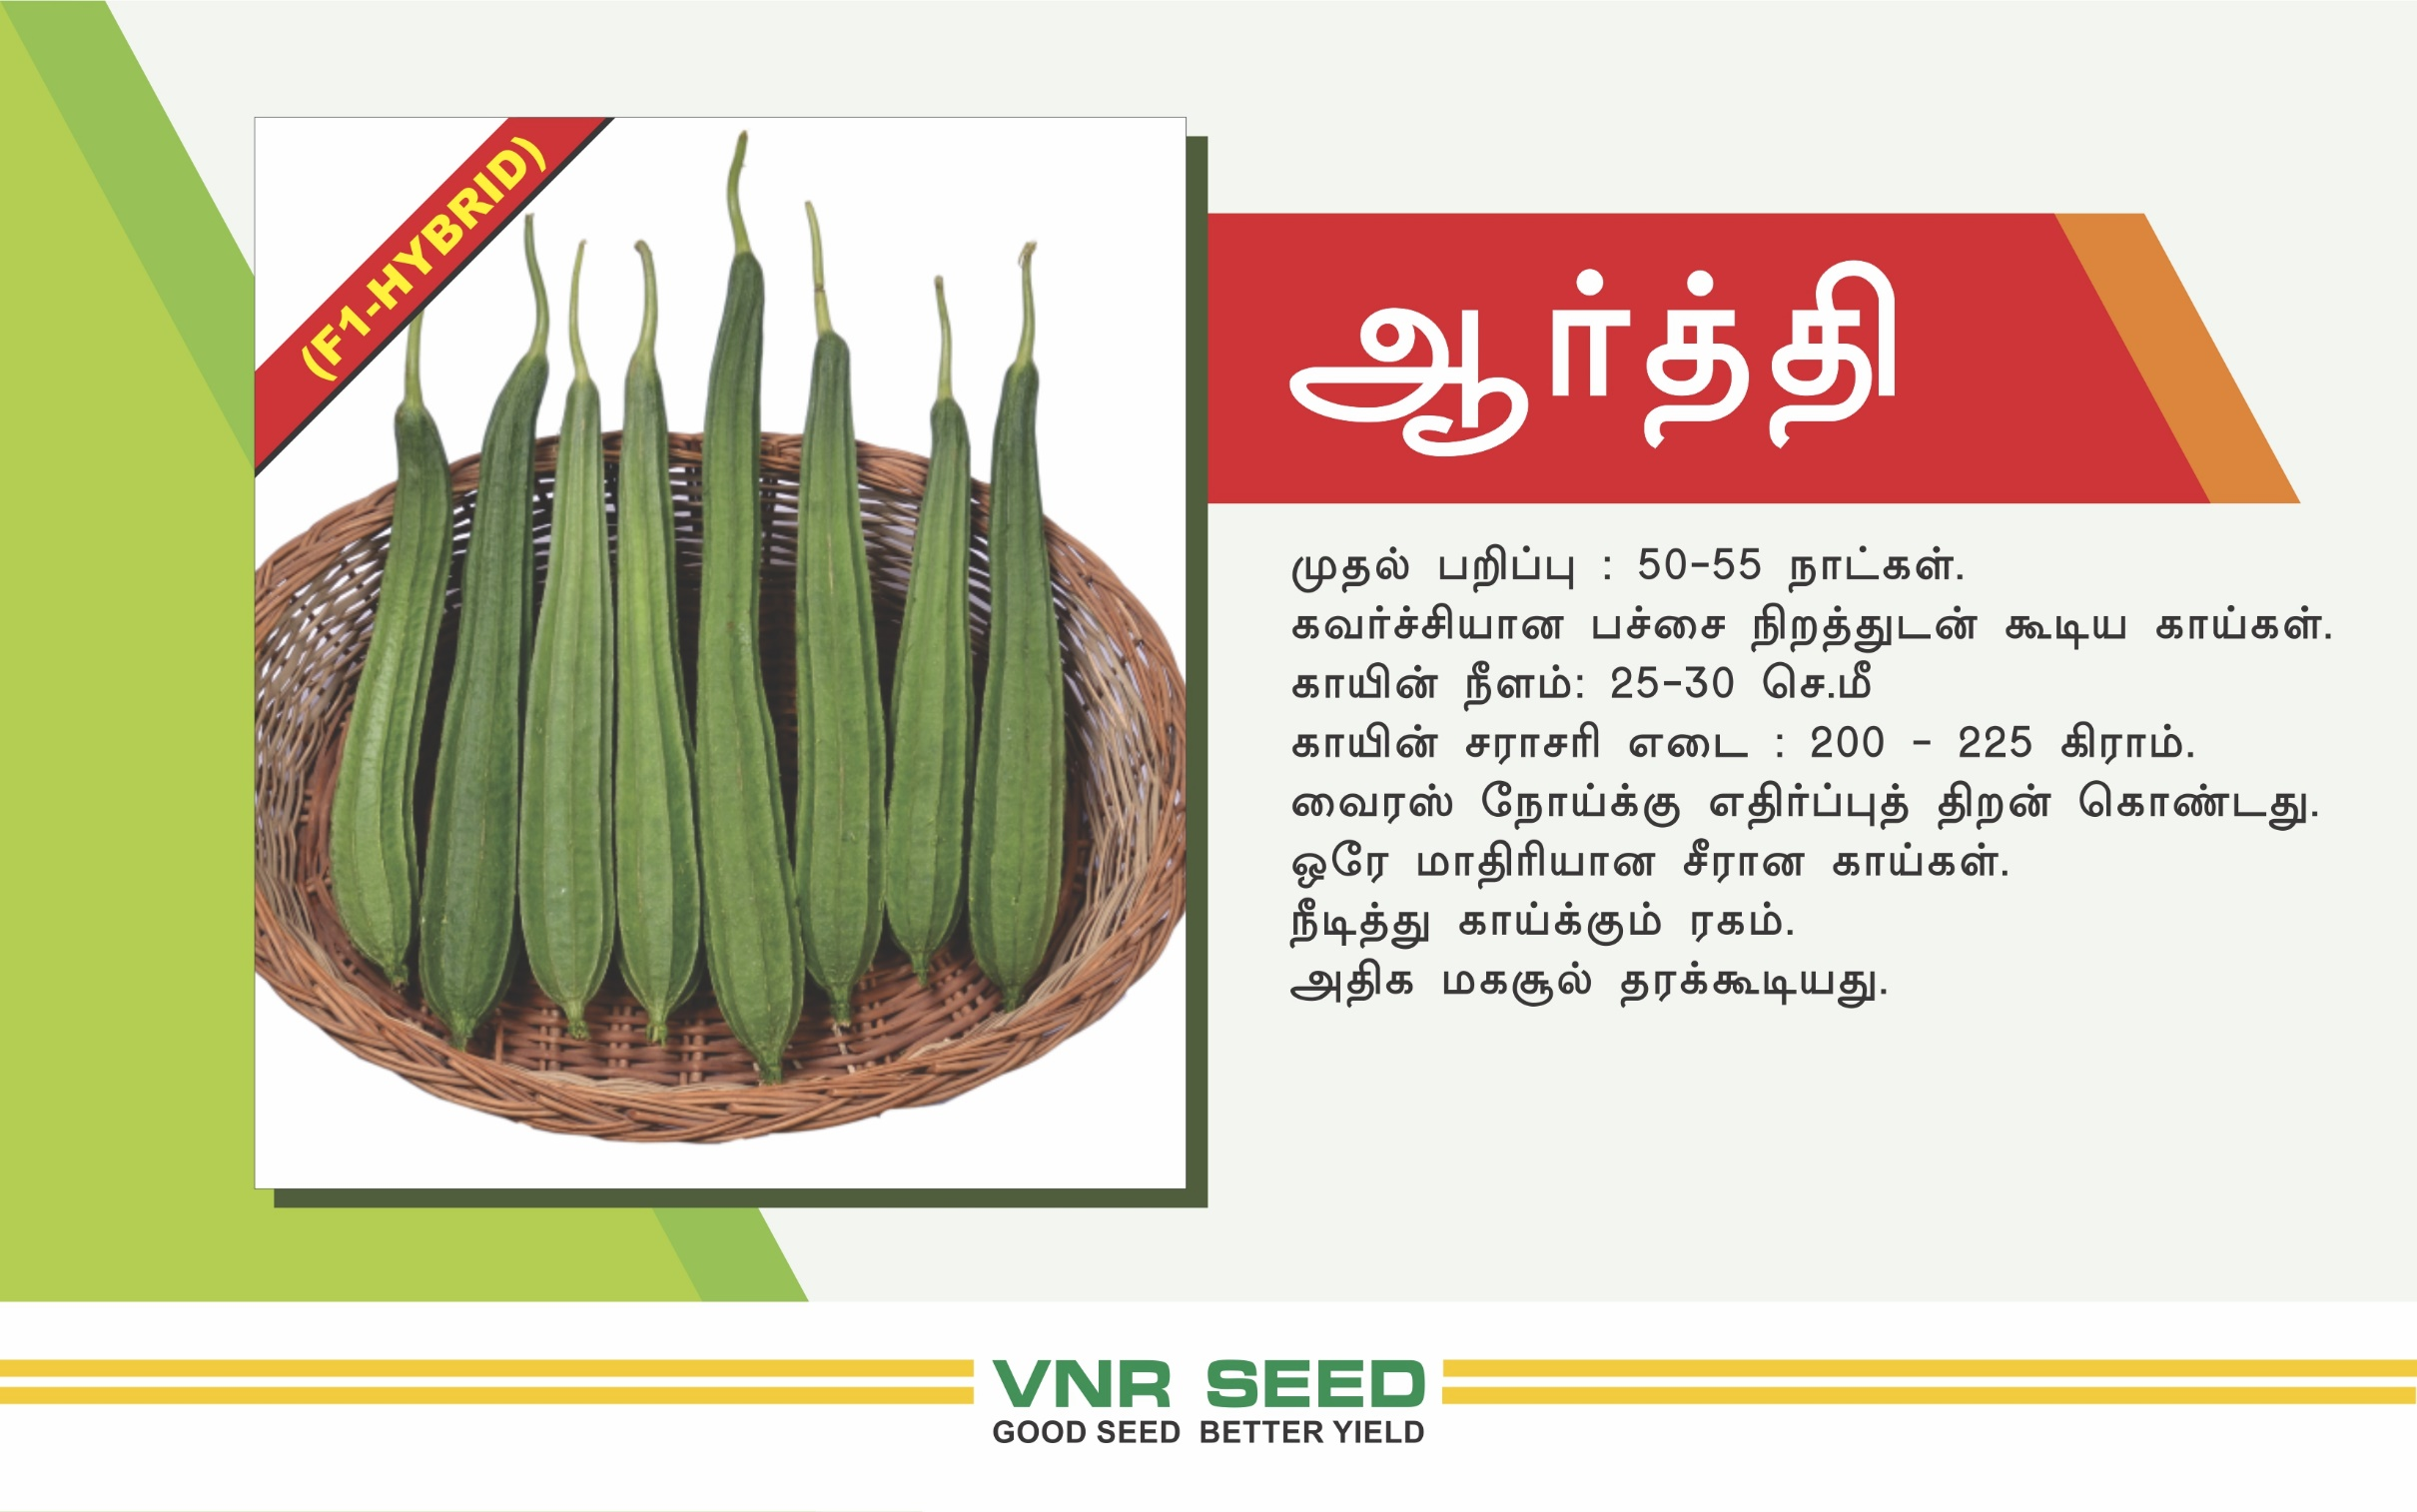 (F1-HYBRID))
ஆர்த்தி
முதல் பறிப்பு : 50-55 நாட்கள்.
கவர்ச்சியான பச்சை நிறத்துடன் கூடிய காய்கள்.
காயின் நீளம்: 25-30 செ.மீ
காயின் சராசரி எடை : 200 - 225 கிராம்.
வைரஸ் நோய்க்கு எதிர்ப்புத் திறன் கொண்டது.
ஒரே மாதிரியான சீரான காய்கள்.
நீடித்து காய்க்கும் ரகம்.
அதிக மகசூல் தரக்கூடியது.
VNR SEED
GOOD SEED BETTER YIELD